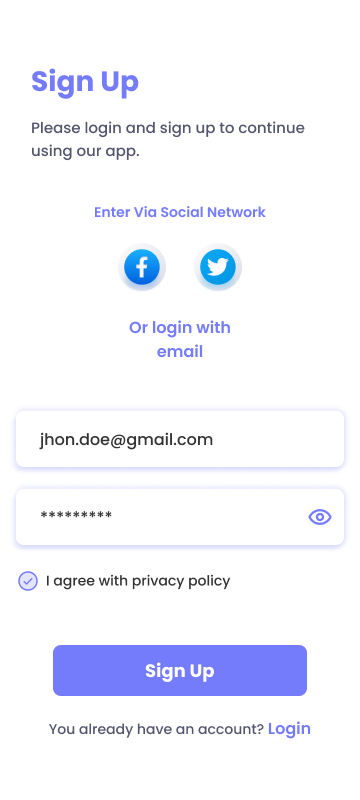 Sign Up
Please login and sign up to continue
using our app.
Enter Via Social Network
Or login with
email
jhon.doe@gmail.com
*********
I agree with privacy policy
Sign Up
You already have an account? Login